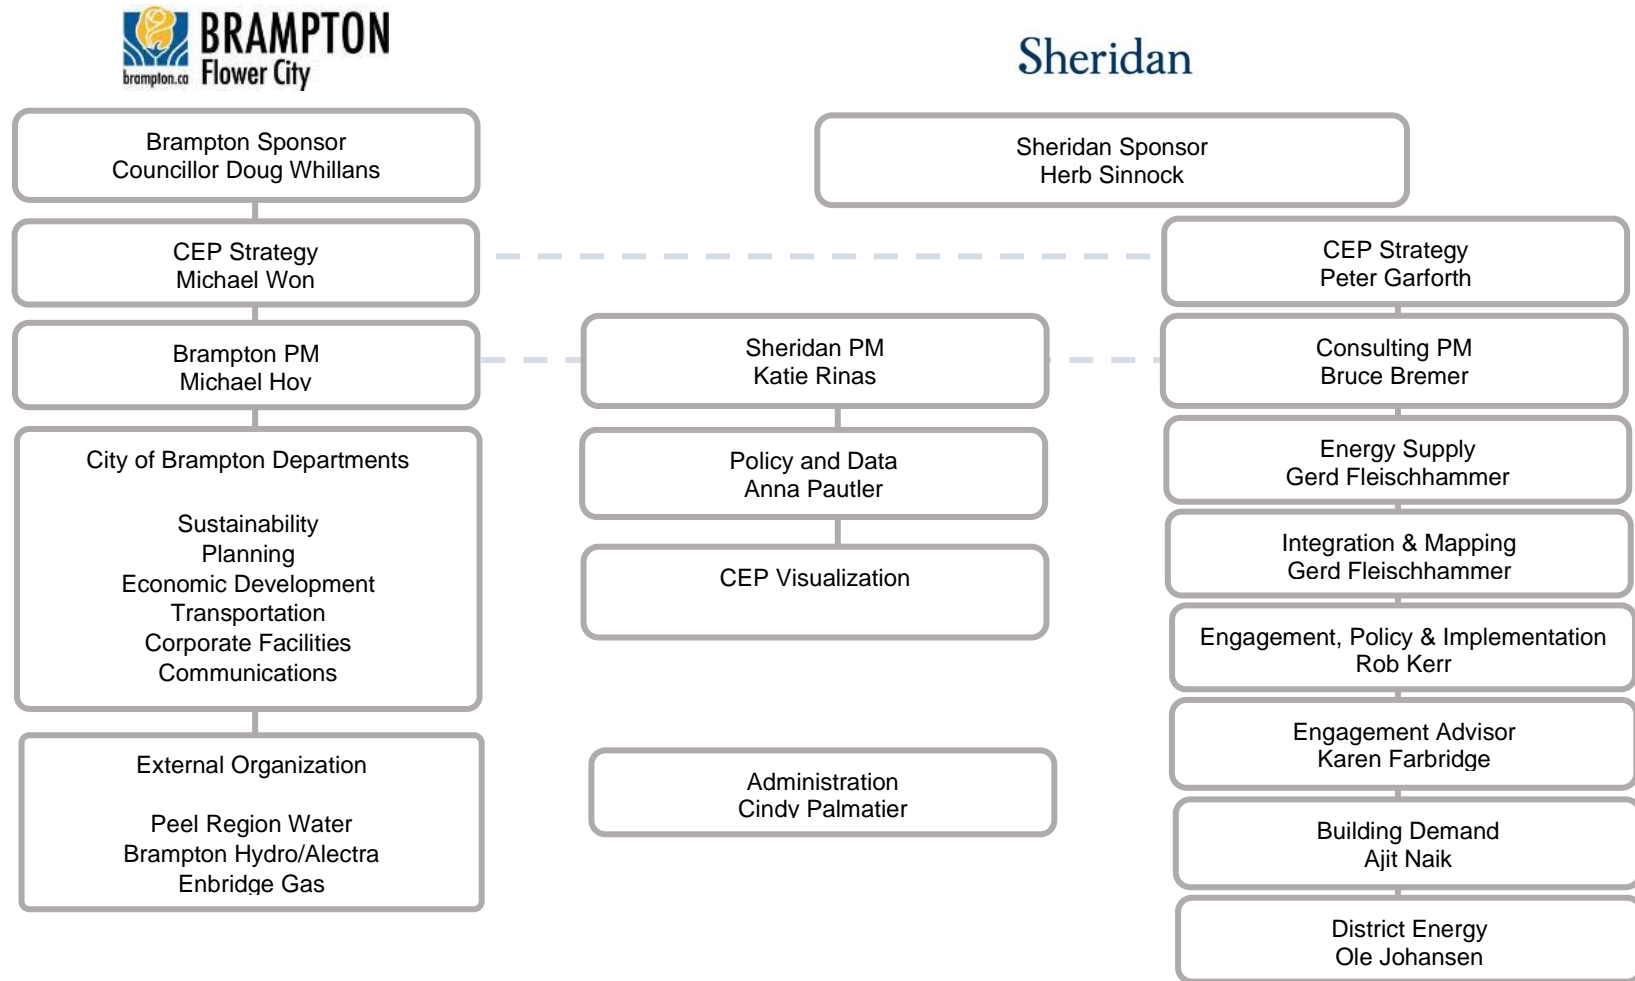 BRAMPTON
brampton.ca Flower City
Brampton Sponsor
Councillor Doug Whillans
CEP Strategy
Michael Won
Brampton PM
Michael Hoy
City of Brampton Departments
Sustainability
Planning
Economic Development
Transportation
Corporate Facilities
Communications
External Organization
Peel Region Water
Brampton Hydro/Alectra
Enbridge Gas
Sheridan
Sheridan Sponsor
Herb Sinnock
Sheridan PM
Katie Rinas
Policy and Data
Anna Pautler
CEP Visualization
Administration
Cindy Palmatier
CEP Strategy
Peter Garforth
Consulting PM
Bruce Bremer
Energy Supply
Gerd Fleischhammer
Integration & Mapping
Gerd Fleischhammer
Engagement, Policy & Implementation
Rob Kerr
Engagement Advisor
Karen Farbridge
Building Demand
Ajit Naik
District Energy
Ole Johansen